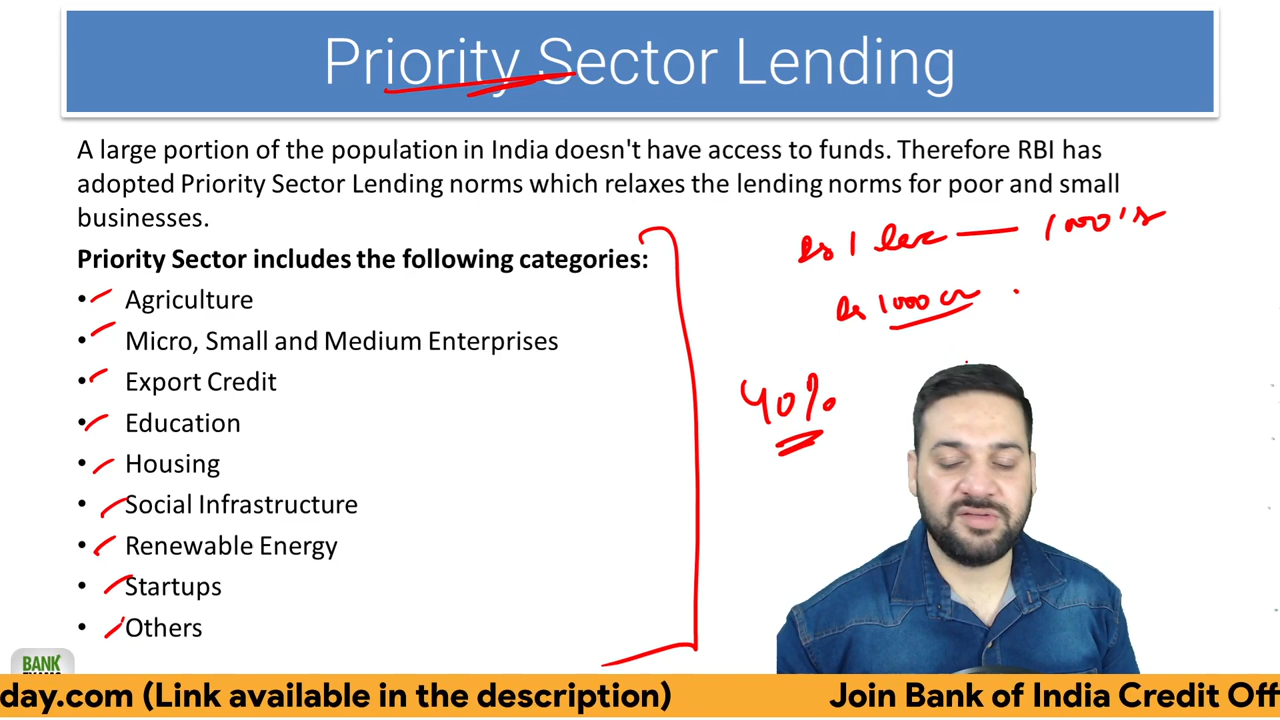 Priority Sector Lending
A large portion of the population in India doesn't have access to funds. Therefore RBI has
adopted Priority Sector Lending norms which relaxes the lending norms for poor and small
businesses.
Priority Sector includes the following categories:
• Agriculture
• Micro, Small and Medium Enterprises
• Export Credit
• Education
• Housing
• Social Infrastructure
• Renewable Energy
• Startups
• Others
Rs 1 lac — 1000's
Rs 1000 cr
40%
BANK
day.com (Link available in the description)
Join Bank of India Credit Off